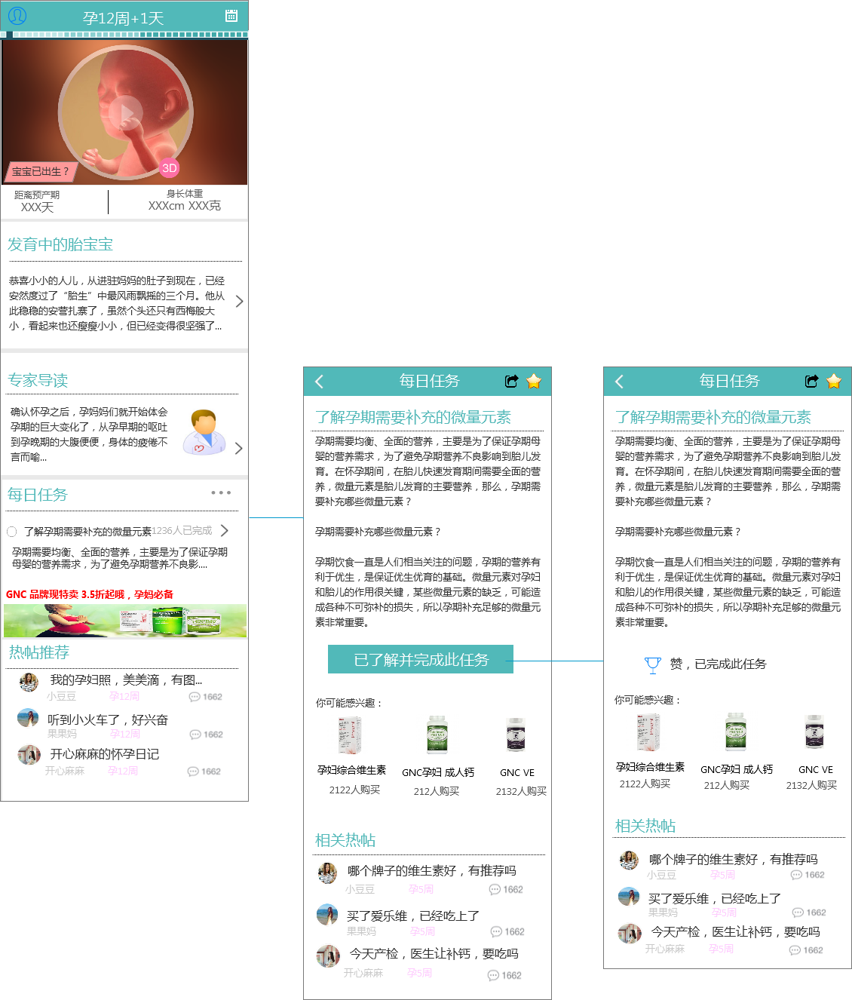 孕12周+1天
3D
宝宝已出生？
距离预产期
XXX天
身长体重
XXXcm XXX克
发育中的胎宝宝
恭喜小小的人儿，从进驻妈妈的肚子到现在，已经
安然度过了“胎生”中最风雨飘摇的三个月。他从
此稳稳的安营扎寨了，虽然个头还只有西梅般大
小，看起来也还瘦瘦小小，但已经变得很坚强了...
专家导读
确认怀孕之后，孕妈妈们就开始体会
孕期的巨大变化了，从孕早期的呕吐
到孕晚期的大腹便便，身体的疲倦不
言而喻...
每日任务
了解孕期需要补充的微量元素
1236人已完成
孕期需要均衡、全面的营养，主要是为了保证孕期
母婴的营养需求，为了避免孕期营养不良影....
GNC 品牌现特卖 3.5折起哦，孕妈必备
热帖推荐
我的孕妇照，美美滴，有图...
小豆豆 孕12周 1662
听到小火车了，好兴奋
果果妈 孕12周 1662
开心麻麻的怀孕日记
开心麻麻 孕12周 1662
每日任务
了解孕期需要补充的微量元素
孕期需要均衡、全面的营养，主要是为了保证孕期母
婴的营养需求，为了避免孕期营养不良影响到胎儿发
育。在怀孕期间，在胎儿快速发育期间需要全面的营
养，微量元素是胎儿发育的主要营养，那么，孕期需
要补充哪些微量元素？
孕期需要补充哪些微量元素？
孕期饮食一直是人们相当关注的问题，孕期的营养有
利于优生，是保证优生优育的基础。微量元素对孕妇
和胎儿的作用很关键，某些微量元素的缺乏，可能造
成各种不可弥补的损失，所以孕期补充足够的微量元
素非常重要。
已了解并完成此任务
你可能感兴趣：
孕妇综合维生素
2122人购买
GNC孕妇 成人钙
212人购买
GNC VE
2132人购买
相关热帖
哪个牌子的维生素好，有推荐吗
小豆豆 孕5周 1662
买了爱乐维，已经吃上了
果果妈 孕5周 1662
今天产检，医生让补钙，要吃吗
开心麻麻 孕5周 1662
每日任务
了解孕期需要补充的微量元素
孕期需要均衡、全面的营养，主要是为了保证孕期母
婴的营养需求，为了避免孕期营养不良影响到胎儿发
育。在怀孕期间，在胎儿快速发育期间需要全面的营
养，微量元素是胎儿发育的主要营养，那么，孕期需
要补充哪些微量元素？
孕期需要补充哪些微量元素？
孕期饮食一直是人们相当关注的问题，孕期的营养有
利于优生，是保证优生优育的基础。微量元素对孕妇
和胎儿的作用很关键，某些微量元素的缺乏，可能造
成各种不可弥补的损失，所以孕期补充足够的微量元
素非常重要。
赞，已完成此任务
你可能感兴趣：
孕妇综合维生素
2122人购买
GNC孕妇 成人钙
212人购买
GNC VE
2132人购买
相关热帖
哪个牌子的维生素好，有推荐吗
小豆豆 孕5周 1662
买了爱乐维，已经吃上了
果果妈 孕5周 1662
今天产检，医生让补钙，要吃吗
开心麻麻 孕5周 1662